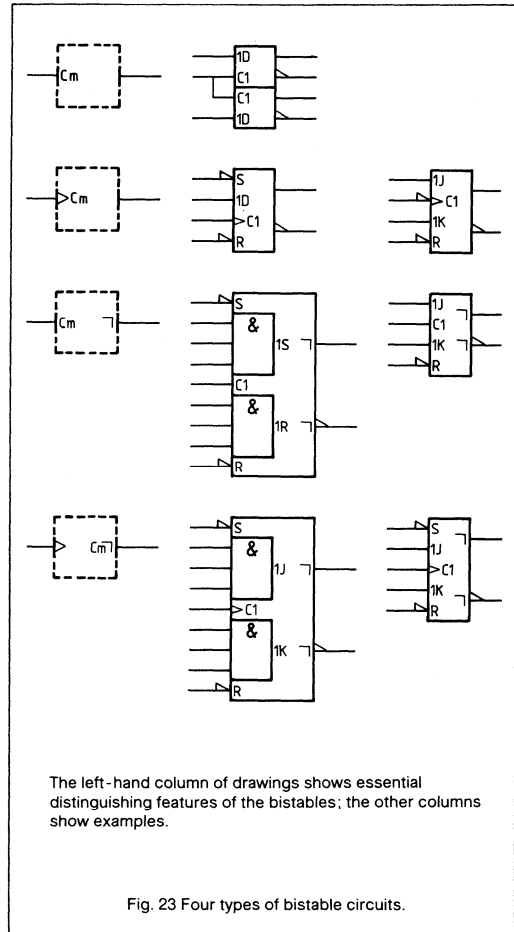 Cm
1D
C1
C1
1D
Cm
S
1D
C1
R
1J
C1
1K
R
Cm
S
&
1S
C1
&
1R
R
1J
C1
1K
R
Cm
S
&
1J
C1
&
1K
R
S
1J
C1
1K
R
The left-hand column of drawings shows essential
distinguishing features of the bistables; the other columns
show examples.
Fig. 23 Four types of bistable circuits.